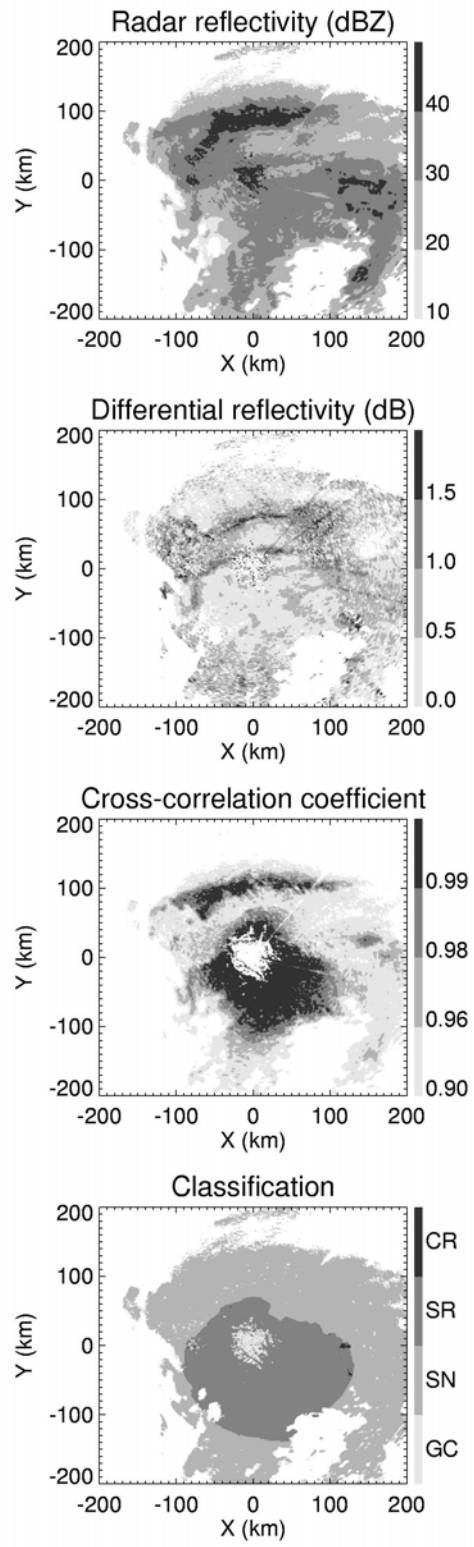 Radar reflectivity (dBZ)
200
100
0
-100
-200
Y (km)
-200 -100 0 100 200
X (km)
40
30
20
10
Differential reflectivity (dB)
200
100
0
-100
-200
Y (km)
-200 -100 0 100 200
X (km)
1.5
1.0
0.5
0.0
Cross-correlation coefficient
200
100
0
-100
-200
Y (km)
-200 -100 0 100 200
X (km)
0.99
0.98
0.96
0.90
Classification
200
100
0
-100
-200
Y (km)
-200 -100 0 100 200
X (km)
CR
SR
SN
GC